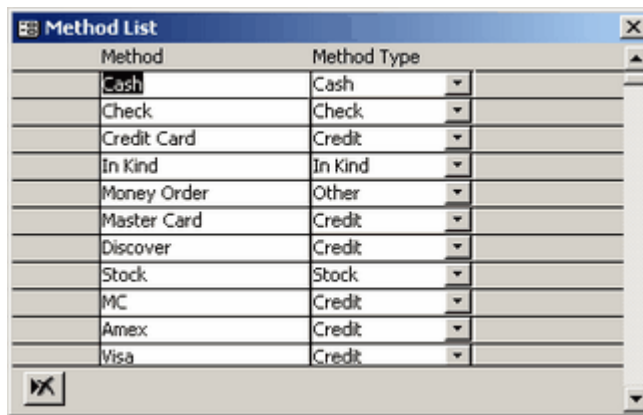 Method List
Method Method Type
Cash Cash
Check Check
Credit Card Credit
In Kind In Kind
Money Order Other
Master Card Credit
Discover Credit
Stock Stock
MC Credit
Amex Credit
Visa Credit